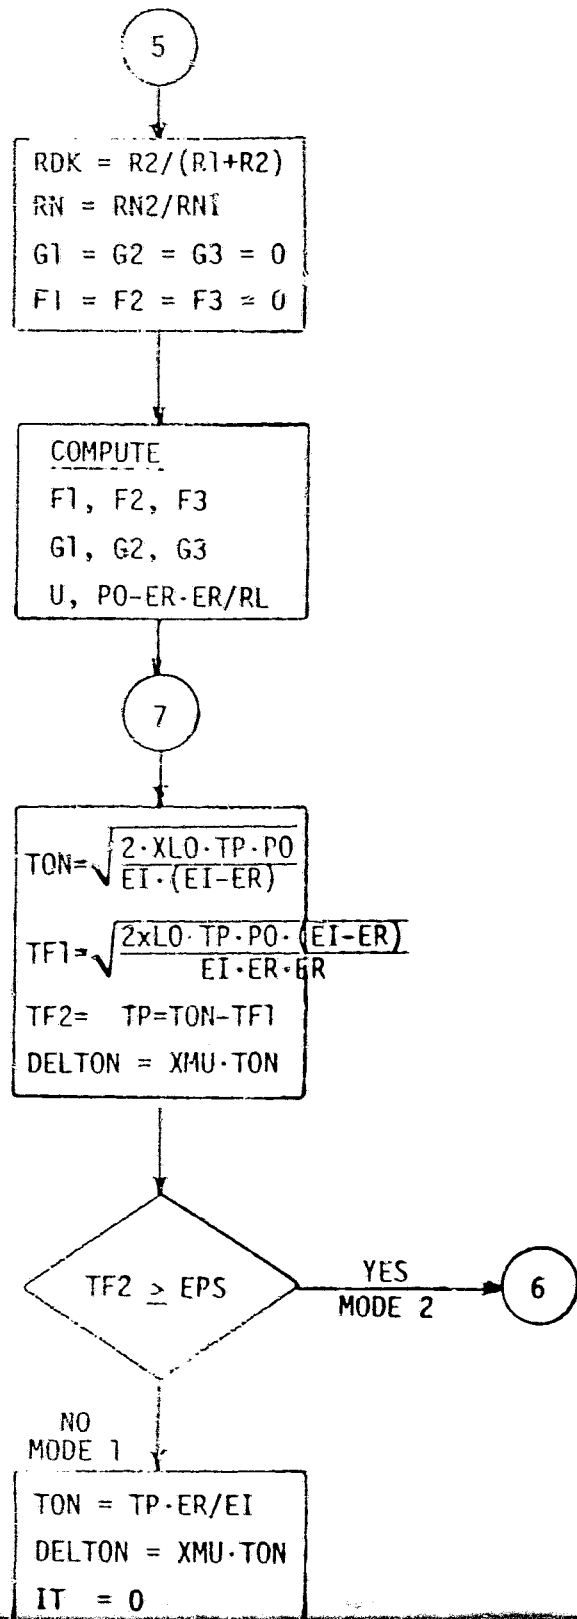 5
RDK = R2/(R1+R2)
RN = RN2/RN1
G1 = G2 = G3 = 0
F1 = F2 = F3 = 0
COMPUTE
F1, F2, F3
G1, G2, G3
U, PO-ER·ER/RL
7
TON=√(2·XLO·TP·PO
EI·(EI-ER)
TF1=√(2xLO·TP·PO·(EI-ER)
EI·ER·ER
TF2= TP=TON-TF1
DELTON = XMU·TON
TF2 ≥ EPS
YES
MODE 2
6
NO
MODE 1
TON = TP·ER/EI
DELTON = XMU·TON
IT = 0